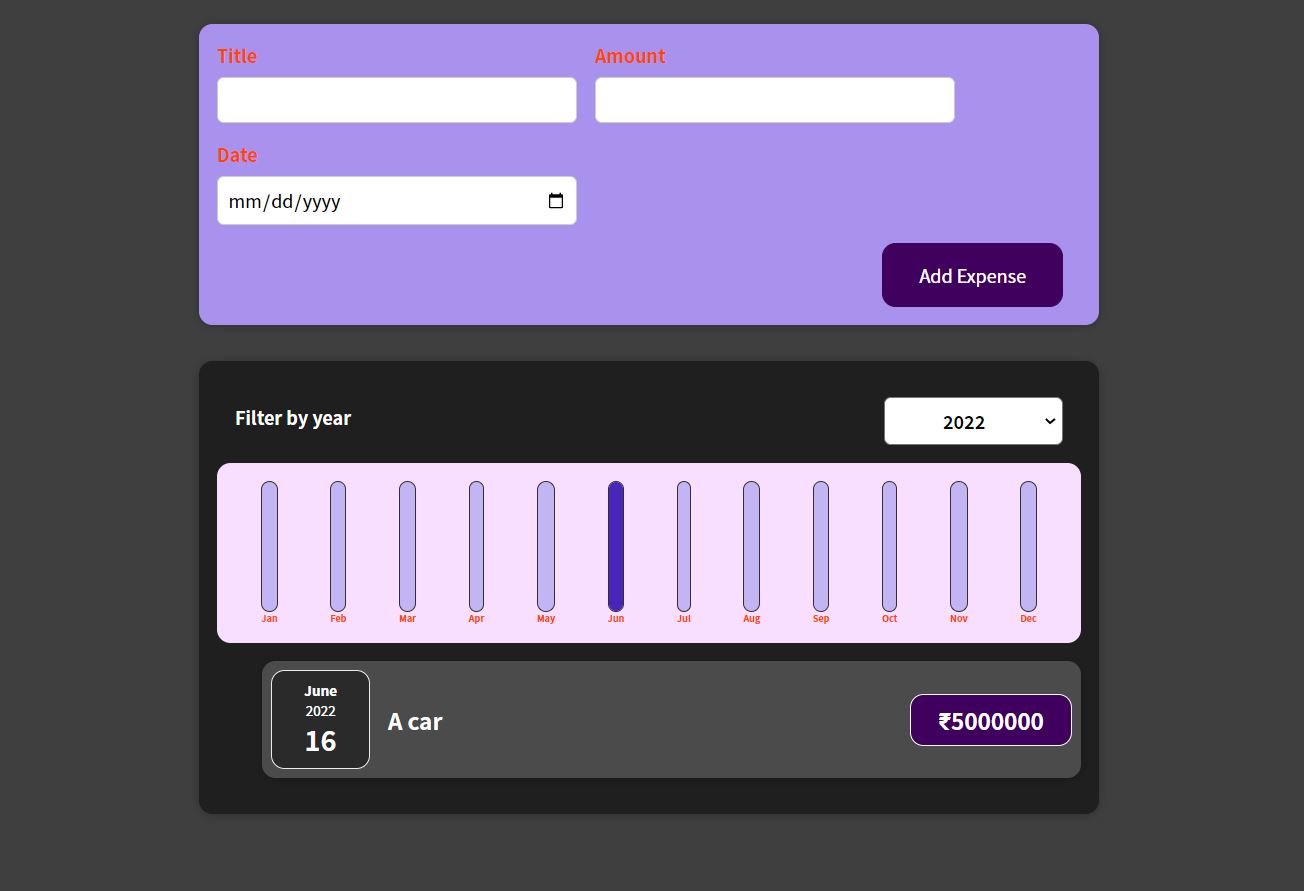 Title Amount
Date
mm/dd/yyyy
Add Expense
Filter by year 2022
Jan Feb Mar Apr May Jun Jul Aug Sep Oct Nov Dec
June
2022
16
A car
₹5000000